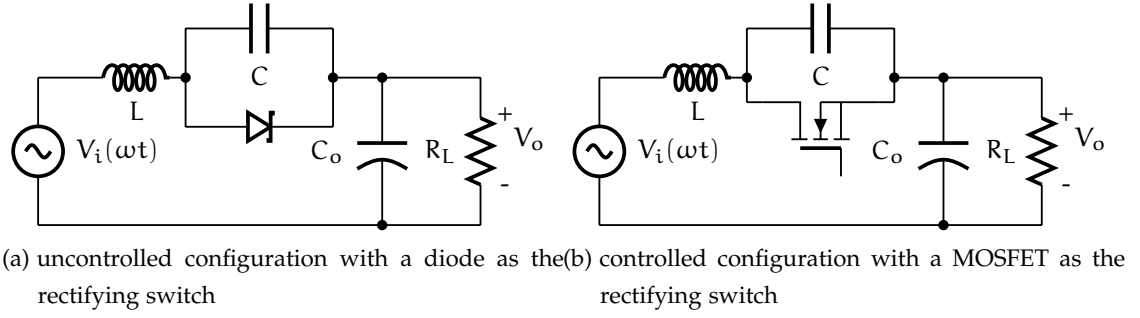 C
L
V_i(ωt)
C_o
R_L
+
V_o
-
C
L
V_i(ωt)
C_o
R_L
+
V_o
-
(a) uncontrolled configuration with a diode as the
rectifying switch
(b) controlled configuration with a MOSFET as the
rectifying switch